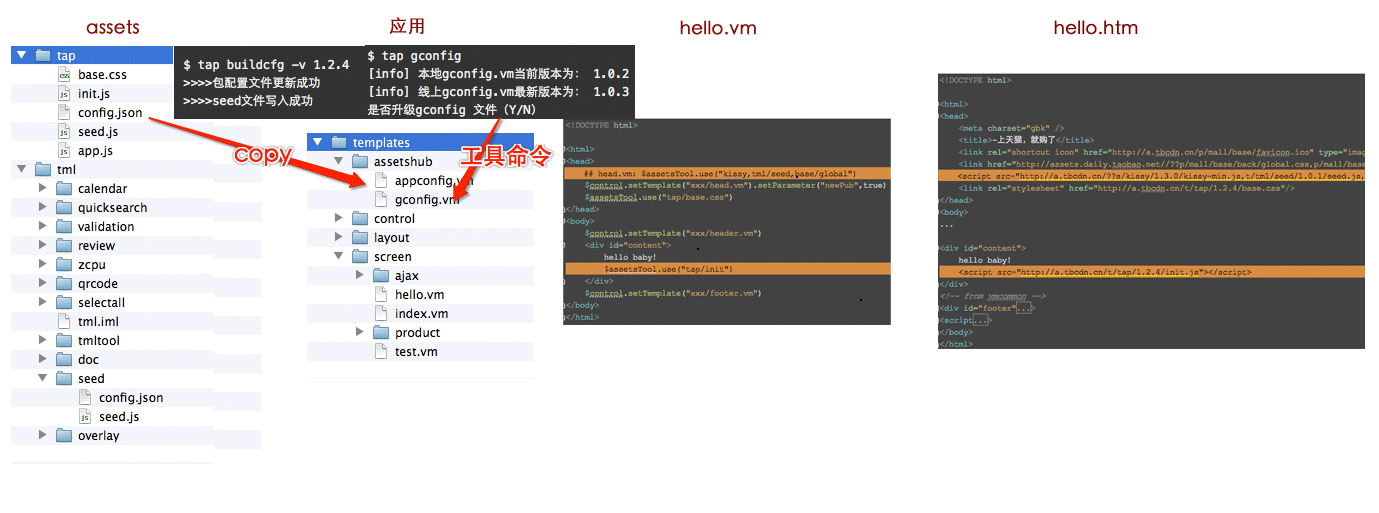 assets
应用
hello.vm
hello.htm
tap
base.css
init.js
config.json
seed.js
app.js
tml
calendar
quicksearch
validation
review
zcpu
qrcode
selectall
tml.iml
tmltool
doc
seed
config.json
seed.js
overlay
$ tap buildcfg -v 1.2.4
>>>>包配置文件更新成功
>>>>seed文件写入成功
$ tap gconfig
[info] 本地gconfig.vm当前版本为: 1.0.2
[info] 线上gconfig.vm最新版本为: 1.0.3
是否升级gconfig 文件（Y/N）
copy
工具命令
templates
assetshub
appconfig.vm
gconfig.vm
control
layout
screen
ajax
hello.vm
index.vm
product
test.vm
<!DOCTYPE html>
<html>
<head>
## head.vm: $assetsTool.use("kissy,tml/seed,base/global")
$control.setTemplate("xxx/head.vm").setParameter("newPub",true)
$assetsTool.use("tap/base.css")
</head>
<body>
$control.setTemplate("xxx/header.vm")
<div id="content">
hello baby!
$assetsTool.use("tap/init")
</div>
$control.setTemplate("xxx/footer.vm")
</body>
</html>
<!DOCTYPE html>
<html>
<head>
<meta charset="gbk" />
<title>-上天猫，就购了</title>
<link rel="shortcut icon" href="http://a.tbcdn.cn/p/mall/base/favicon.ico" type="imag
<link href="http://assets.daily.taobao.net//??p/mall/base/back/global.css,p/mall/base
<script src="http://a.tbcdn.cn/??s/kissy/1.3.0/kissy-min.js,t/tml/seed/1.0.1/seed.js,
<link rel="stylesheet" href="http://a.tbcdn.cn/t/tap/1.2.4/base.css"/>
</head>
<body>
...
<div id="content">
hello baby!
<script src="http://a.tbcdn.cn/t/tap/1.2.4/init.js"></script>
</div>
<!-- from vmcommon -->
<div id="footer"...>
<script...>
</body>
</html>